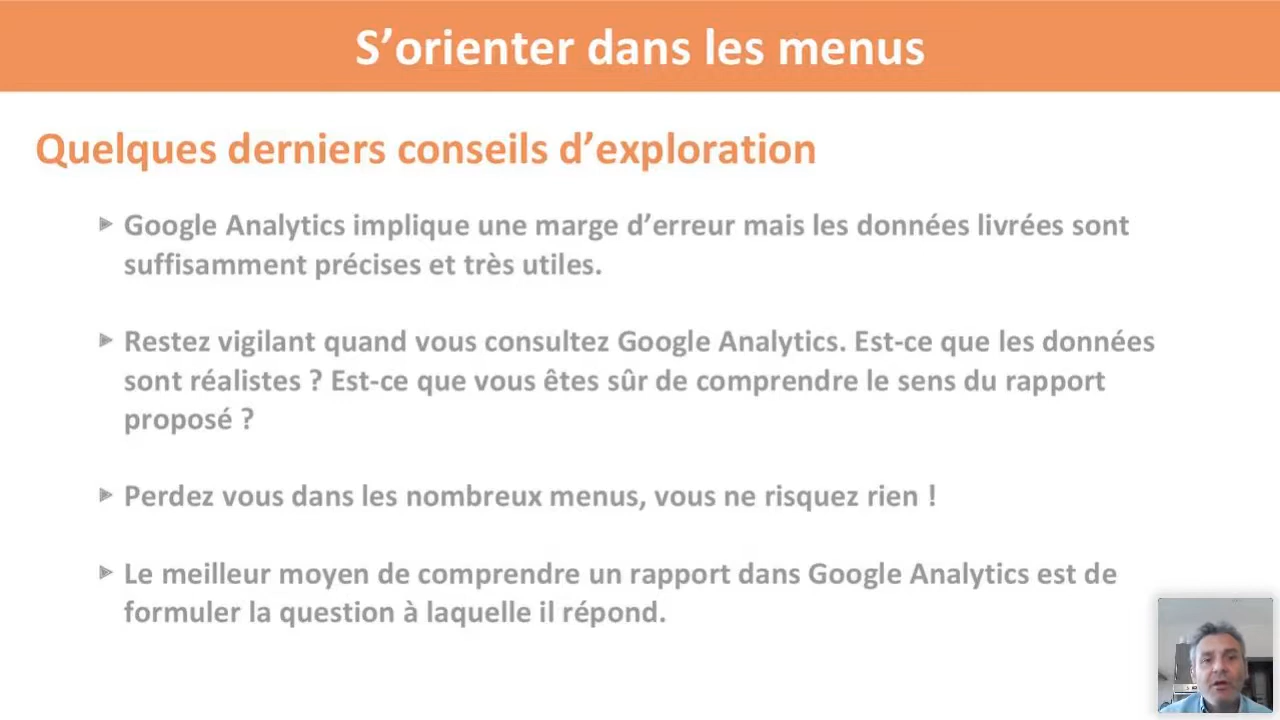 S’orienter dans les menus
Quelques derniers conseils d’exploration
Google Analytics implique une marge d’erreur mais les données livrées sont
suffisamment précises et très utiles.
Restez vigilant quand vous consultez Google Analytics. Est-ce que les données
sont réalistes ? Est-ce que vous êtes sûr de comprendre le sens du rapport
proposé ?
Perdez vous dans les nombreux menus, vous ne risquez rien !
Le meilleur moyen de comprendre un rapport dans Google Analytics est de
formuler la question à laquelle il répond.